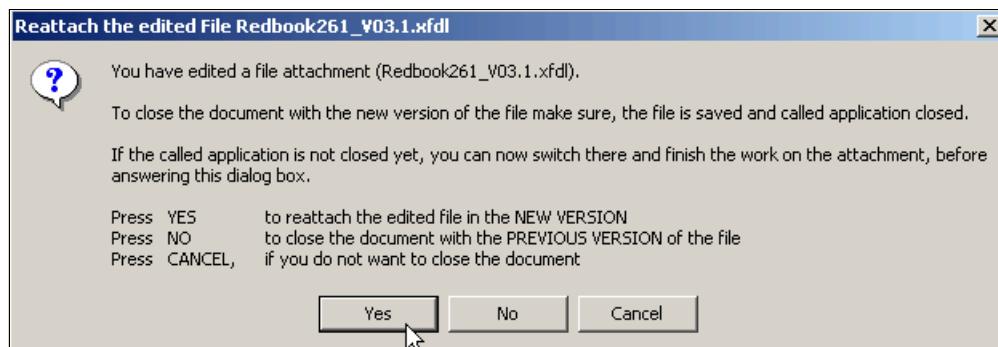 Reattach the edited File Redbook261_V03.1.xfdl
You have edited a file attachment (Redbook261_V03.1.xfdl).
To close the document with the new version of the file make sure, the file is saved and called application closed.
If the called application is not closed yet, you can now switch there and finish the work on the attachment, before
answering this dialog box.
Press YES to reattach the edited file in the NEW VERSION
Press NO to close the document with the PREVIOUS VERSION of the file
Press CANCEL, if you do not want to close the document
Yes No Cancel